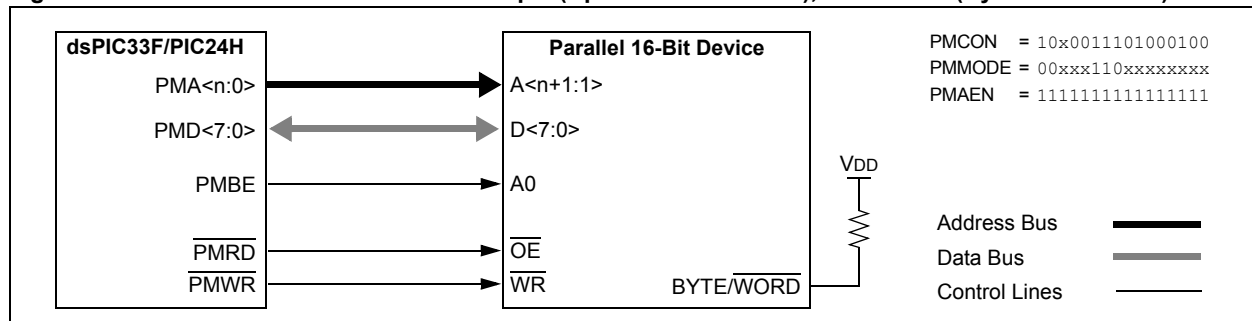 dsPIC33F/PIC24H
PMA<n:0>
PMD<7:0>
PMBE
PMRD
PMWR
Parallel 16-Bit Device
A<n+1:1>
D<7:0>
A0
OE
WR
BYTE/WORD
VDD
PMCON = 10x0011101000100
PMMODE = 00xxx110xxxxxxxx
PMAEN = 1111111111111111
Address Bus
Data Bus
Control Lines